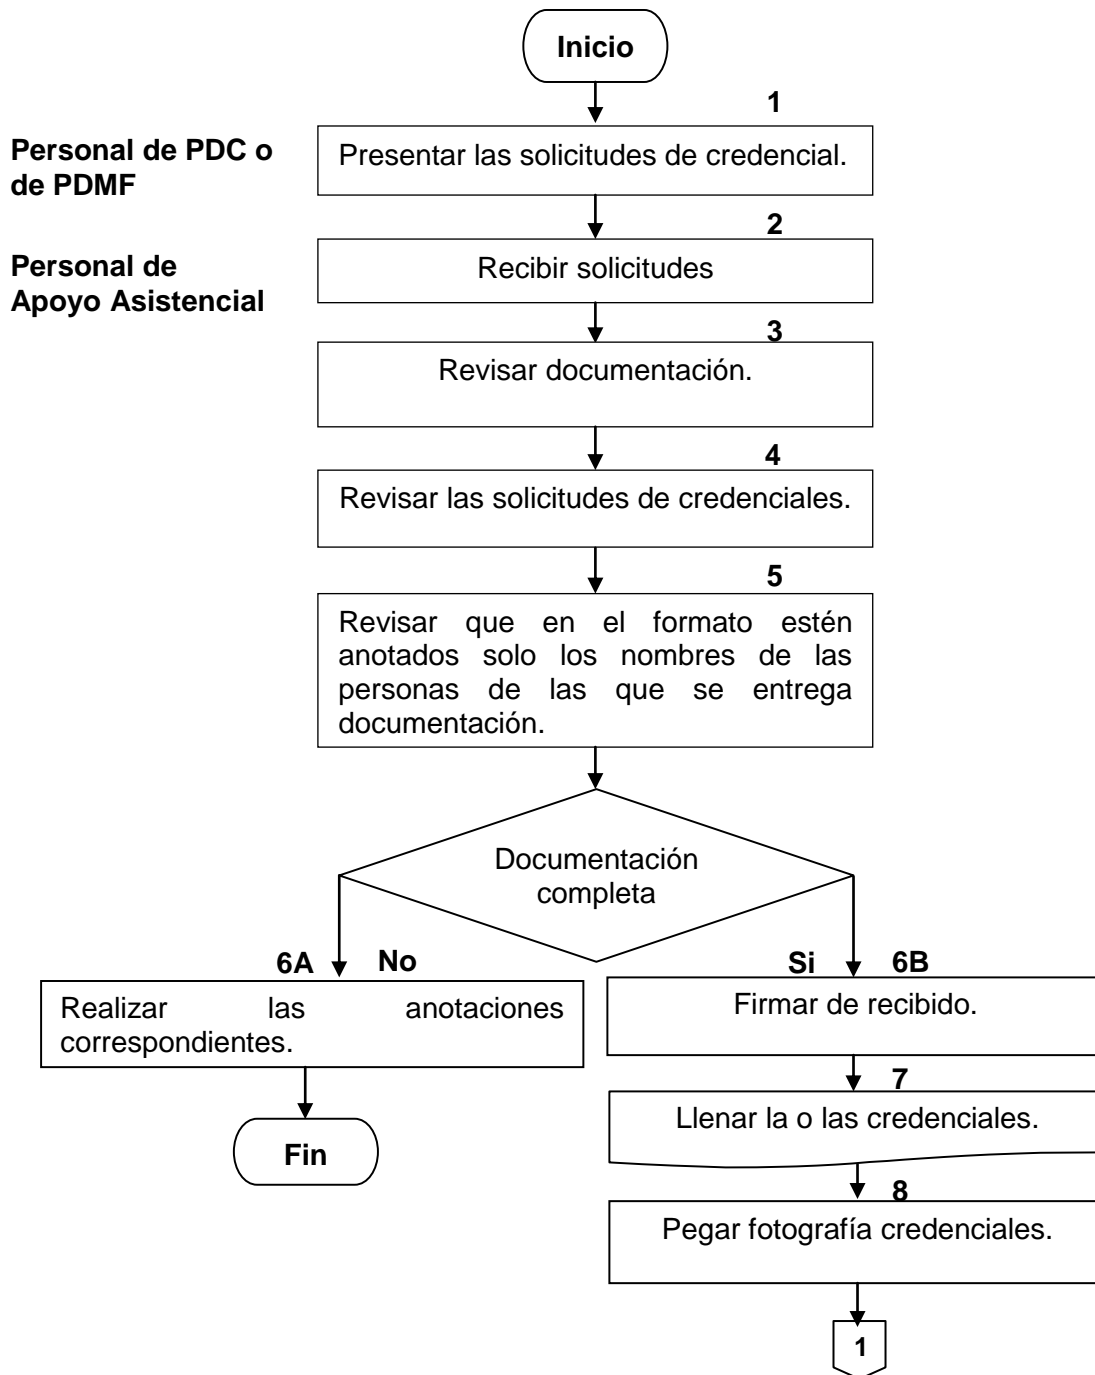 Inicio
1
Personal de PDC o
de PDMF
Presentar las solicitudes de credencial.
2
Personal de
Apoyo Asistencial
Recibir solicitudes
3
Revisar documentación.
4
Revisar las solicitudes de credenciales.
5
Revisar que en el formato estén
anotados solo los nombres de las
personas de las que se entrega
documentación.
Documentación
completa
6A No
Si 6B
Realizar las anotaciones
correspondientes.
Firmar de recibido.
7
Llenar la o las credenciales.
Fin
8
Pegar fotografía credenciales.
1